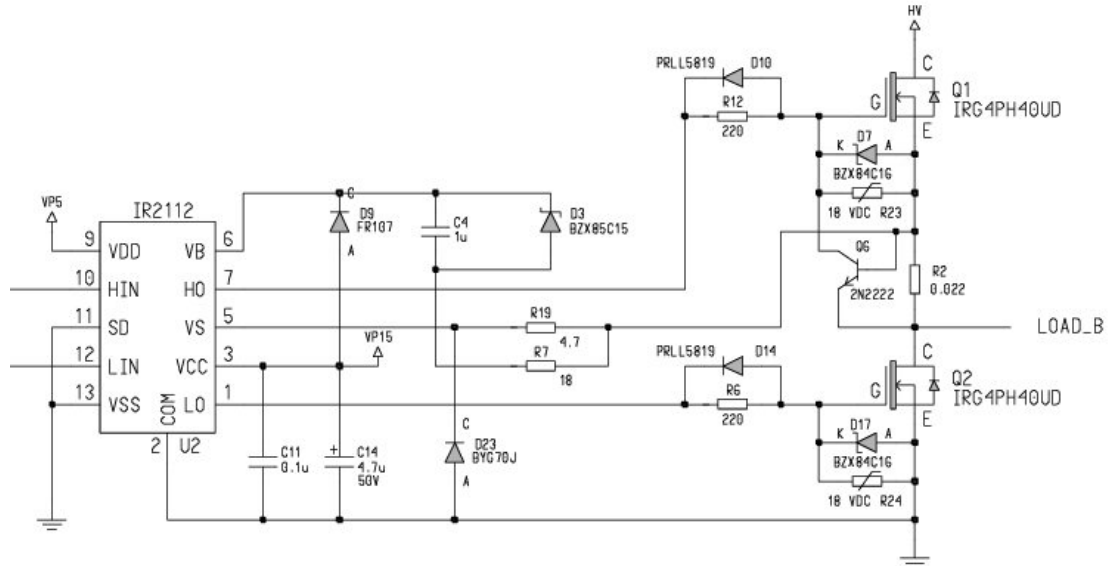 HV
PRLL5819 D10
C
R12
220
G
Q1
IRG4PH40UD
E
D7
K A
BZX84C16
18 VDC R23
VP5
IR2112
C
D9
FR107
A
C4
1u
D3
BZX85C15
9 VDD VB 6
10 HIN HO 7
11 SD VS 5
12 LIN VCC 3
13 VSS LO 1
COM
2 U2
Q6
2N2222
R2
0.022
LOAD_B
R19
4.7
VP15
R7
18
PRLL5819 D14
C
R6
220
G
Q2
IRG4PH40UD
E
D17
K A
BZX84C16
18 VDC R24
C11
0.1u
C14
+
4.7u
50V
C
D23
BYG70J
A